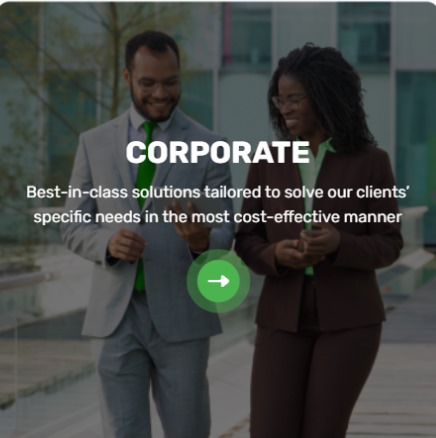 CORPORATE
Best-in-class solutions tailored to solve our clients’
specific needs in the most cost-effective manner